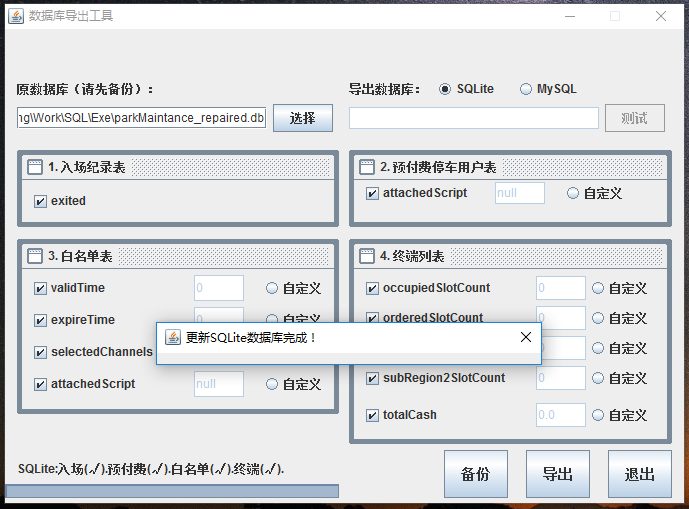 数据库导出工具
原数据库（请先备份）：
导出数据库：
SQLite
MySQL
ng\Work\SQL\Exe\parkMaintance_repaired.db
选择
测试
1. 入场纪录表
exited
2. 预付费停车用户表
attachedScript
null
自定义
3. 白名单表
validTime
0
自定义
expireTime
0
自定义
selectedChannels
attachedScript
null
自定义
4. 终端列表
occupiedSlotCount
0
自定义
orderedSlotCount
0
自定义
0
自定义
subRegion2SlotCount
0
自定义
totalCash
0.0
自定义
更新SQLite数据库完成！
SQLite:入场(✓).预付费(✓).白名单(✓).终端(✓).
备份
导出
退出